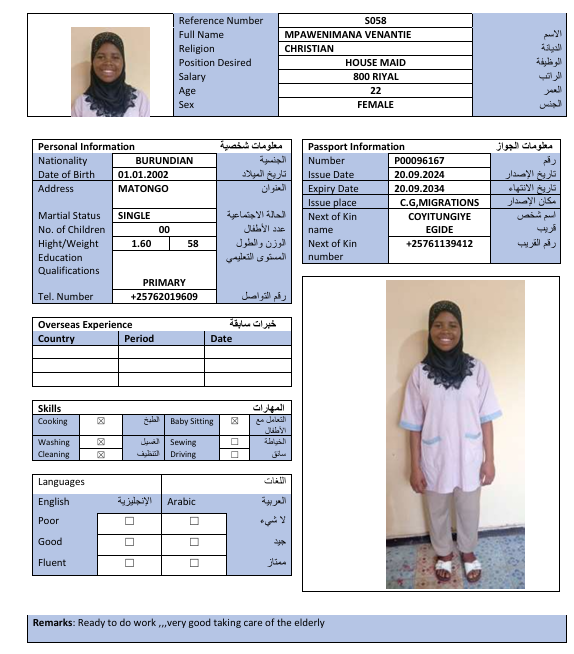 Reference Number S058
Full Name MPAWENIMANA VENANTIE الاسم
Religion CHRISTIAN الديانة
Position Desired HOUSE MAID الوظيفة
Salary 800 RIYAL الراتب
Age 22 العمر
Sex FEMALE الجنس
Personal Information معلومات شخصية
Nationality BURUNDIAN الجنسية
Date of Birth 01.01.2002 تاريخ الميلاد
Address MATONGO العنوان
Martial Status SINGLE الحالة الاجتماعية
No. of Children 00 عدد الأطفال
Hight/Weight 1.60 58 الوزن والطول
Education المستوى التعليمي
Qualifications
PRIMARY
Tel. Number +25762019609 رقم التواصل
Passport Information معلومات الجواز
Number P00096167 رقم
Issue Date 20.09.2024 تاريخ الإصدار
Expiry Date 20.09.2034 تاريخ الانتهاء
Issue place C.G,MIGRATIONS مكان الإصدار
Next of Kin COYITUNGIYE اسم شخص
name EGIDE قريب
Next of Kin +25761139412 رقم القريب
number
Overseas Experience خبرات سابقة
Country Period Date
Skills المهارات
Cooking ☒ الطبخ Baby Sitting ☒ التعامل مع
الأطفال
Washing ☒ الغسيل Sewing ☐ الخياطة
Cleaning ☒ التنظيف Driving ☐ سائق
Languages اللغات
English الإنجليزية Arabic العربية
Poor ☐ ☐ لا شيء
Good ☐ ☐ جيد
Fluent ☐ ☐ ممتاز
Remarks: Ready to do work ,,,very good taking care of the elderly